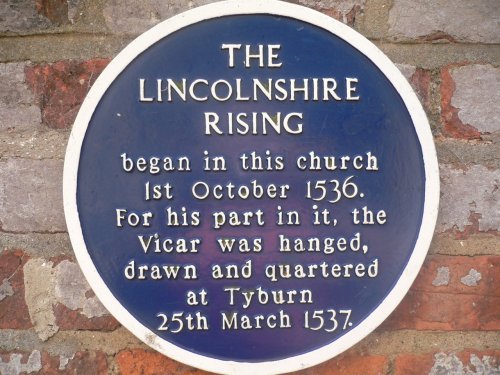 THE
LINCOLNSHIRE
RISING
began in this church
1st October 1536.
For his part in it, the
Vicar was hanged,
drawn and quartered
at Tyburn
25th March 1537.